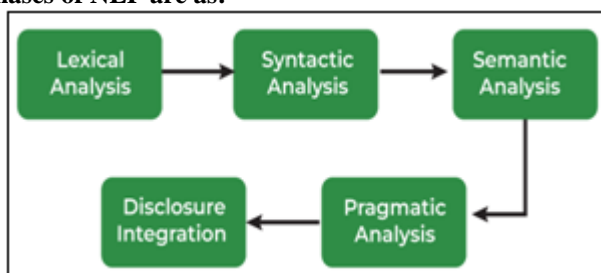 hases of NLP are as:
Lexical
Analysis
Syntactic
Analysis
Semantic
Analysis
Disclosure
Integration
Pragmatic
Analysis